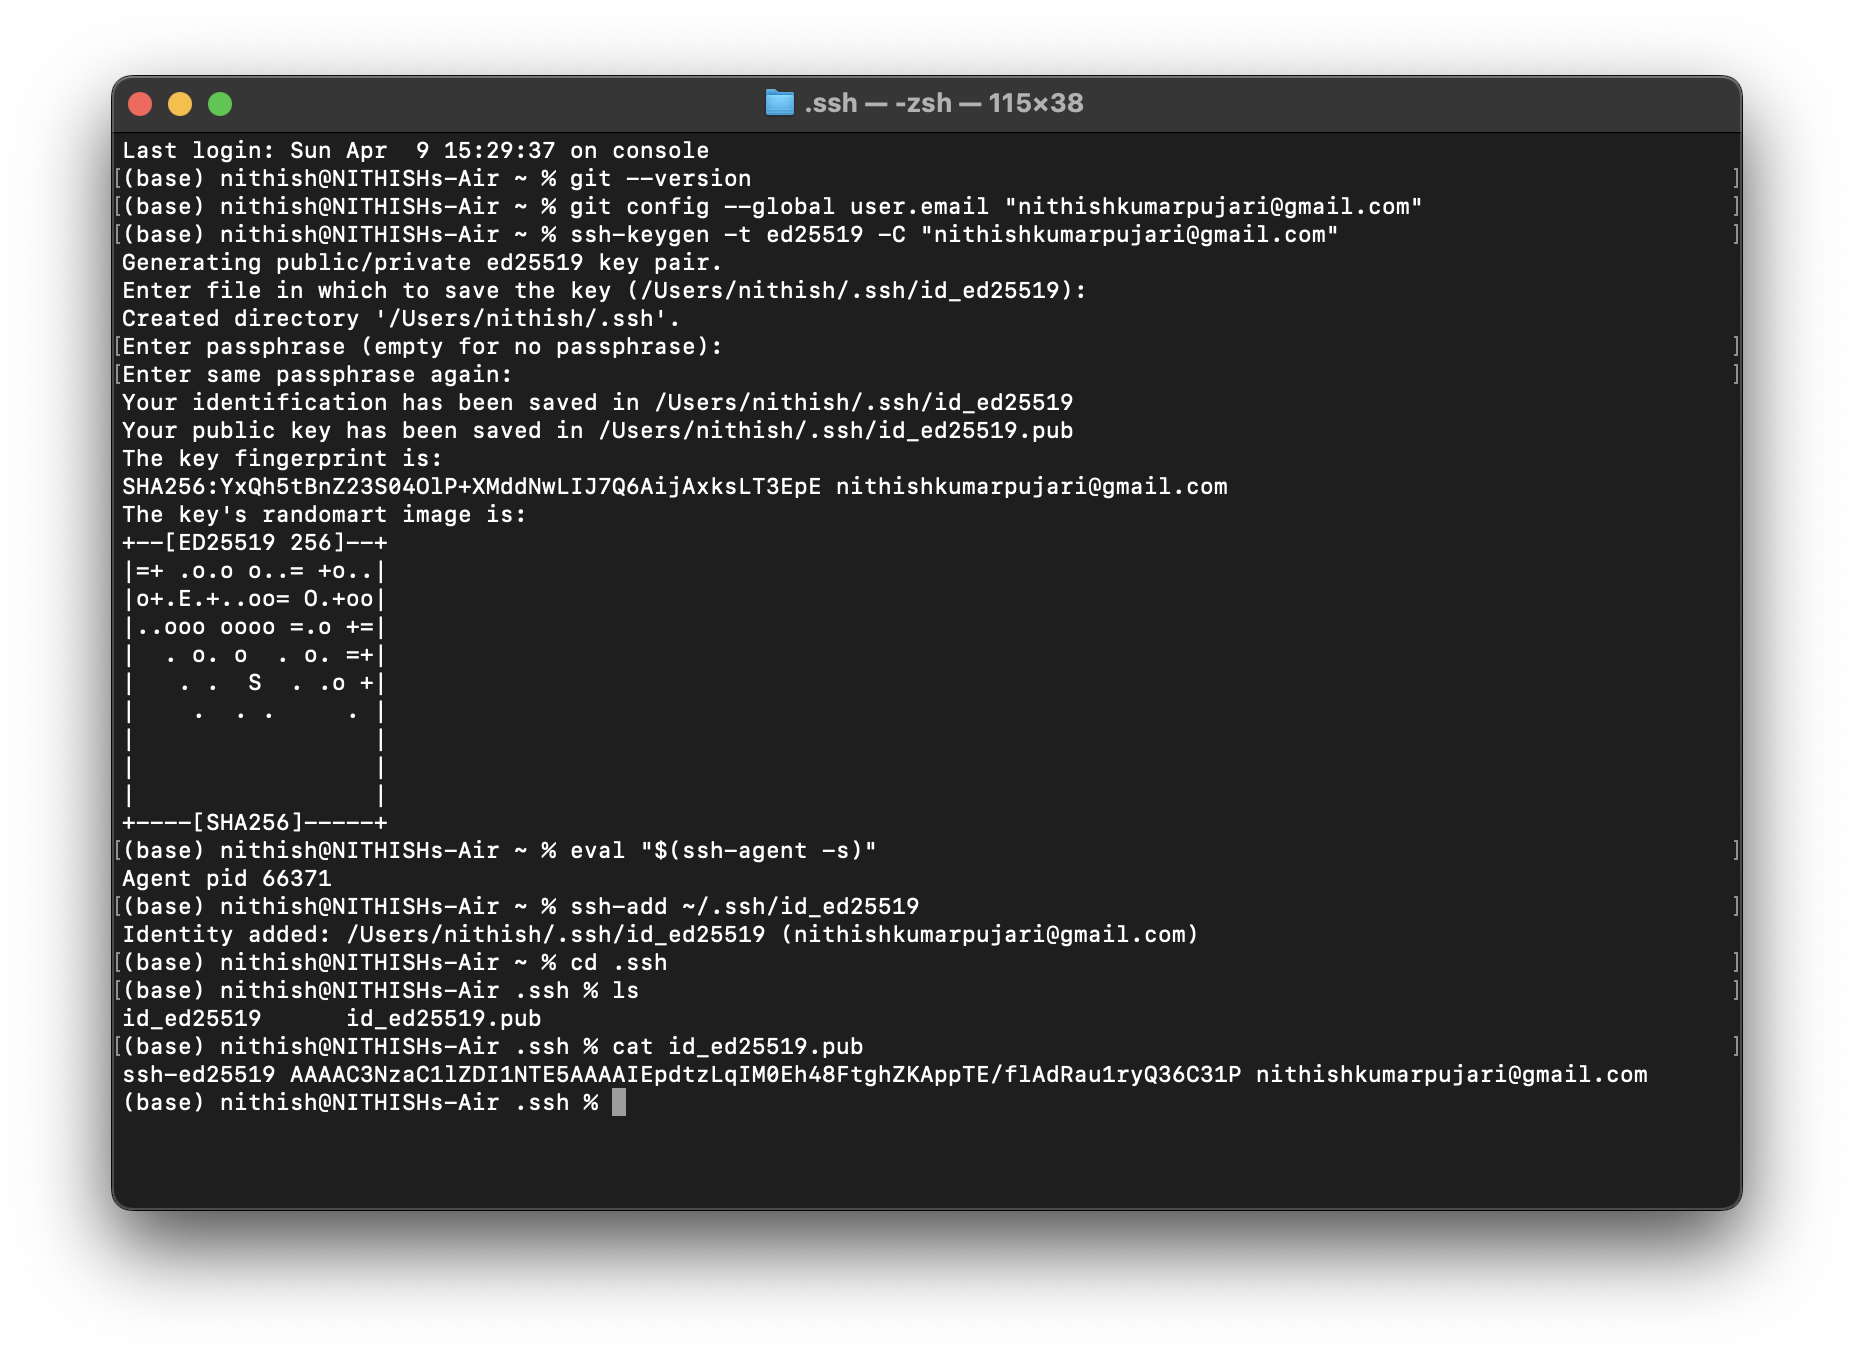 .ssh — -zsh — 115×38
Last login: Sun Apr  9 15:29:37 on console
(base) nithish@NITHISHs-Air ~ % git --version
(base) nithish@NITHISHs-Air ~ % git config --global user.email "nithishkumarpujari@gmail.com"
(base) nithish@NITHISHs-Air ~ % ssh-keygen -t ed25519 -C "nithishkumarpujari@gmail.com"
Generating public/private ed25519 key pair.
Enter file in which to save the key (/Users/nithish/.ssh/id_ed25519):
Created directory '/Users/nithish/.ssh'.
Enter passphrase (empty for no passphrase):
Enter same passphrase again:
Your identification has been saved in /Users/nithish/.ssh/id_ed25519
Your public key has been saved in /Users/nithish/.ssh/id_ed25519.pub
The key fingerprint is:
SHA256:YxQh5tBnZ23S04OlP+XMddNwLIJ7Q6AijAxksLT3EpE nithishkumarpujari@gmail.com
The key's randomart image is:
+--[ED25519 256]--+
|=+ .o.o o..= +o..|
|o+.E.+..oo= O.+oo|
|..ooo oooo =.o +=|
|  . o. o  . o. =+|
|   . .  S  . .o +|
|    .  . .     . |
|                 |
|                 |
|                 |
+----[SHA256]-----+
(base) nithish@NITHISHs-Air ~ % eval "$(ssh-agent -s)"
Agent pid 66371
(base) nithish@NITHISHs-Air ~ % ssh-add ~/.ssh/id_ed25519
Identity added: /Users/nithish/.ssh/id_ed25519 (nithishkumarpujari@gmail.com)
(base) nithish@NITHISHs-Air ~ % cd .ssh
(base) nithish@NITHISHs-Air .ssh % ls
id_ed25519      id_ed25519.pub
(base) nithish@NITHISHs-Air .ssh % cat id_ed25519.pub
ssh-ed25519 AAAAC3NzaC1lZDI1NTE5AAAAIEpdtzLqIM0Eh48FtghZKAppTE/flAdRau1ryQ36C31P nithishkumarpujari@gmail.com
(base) nithish@NITHISHs-Air .ssh %